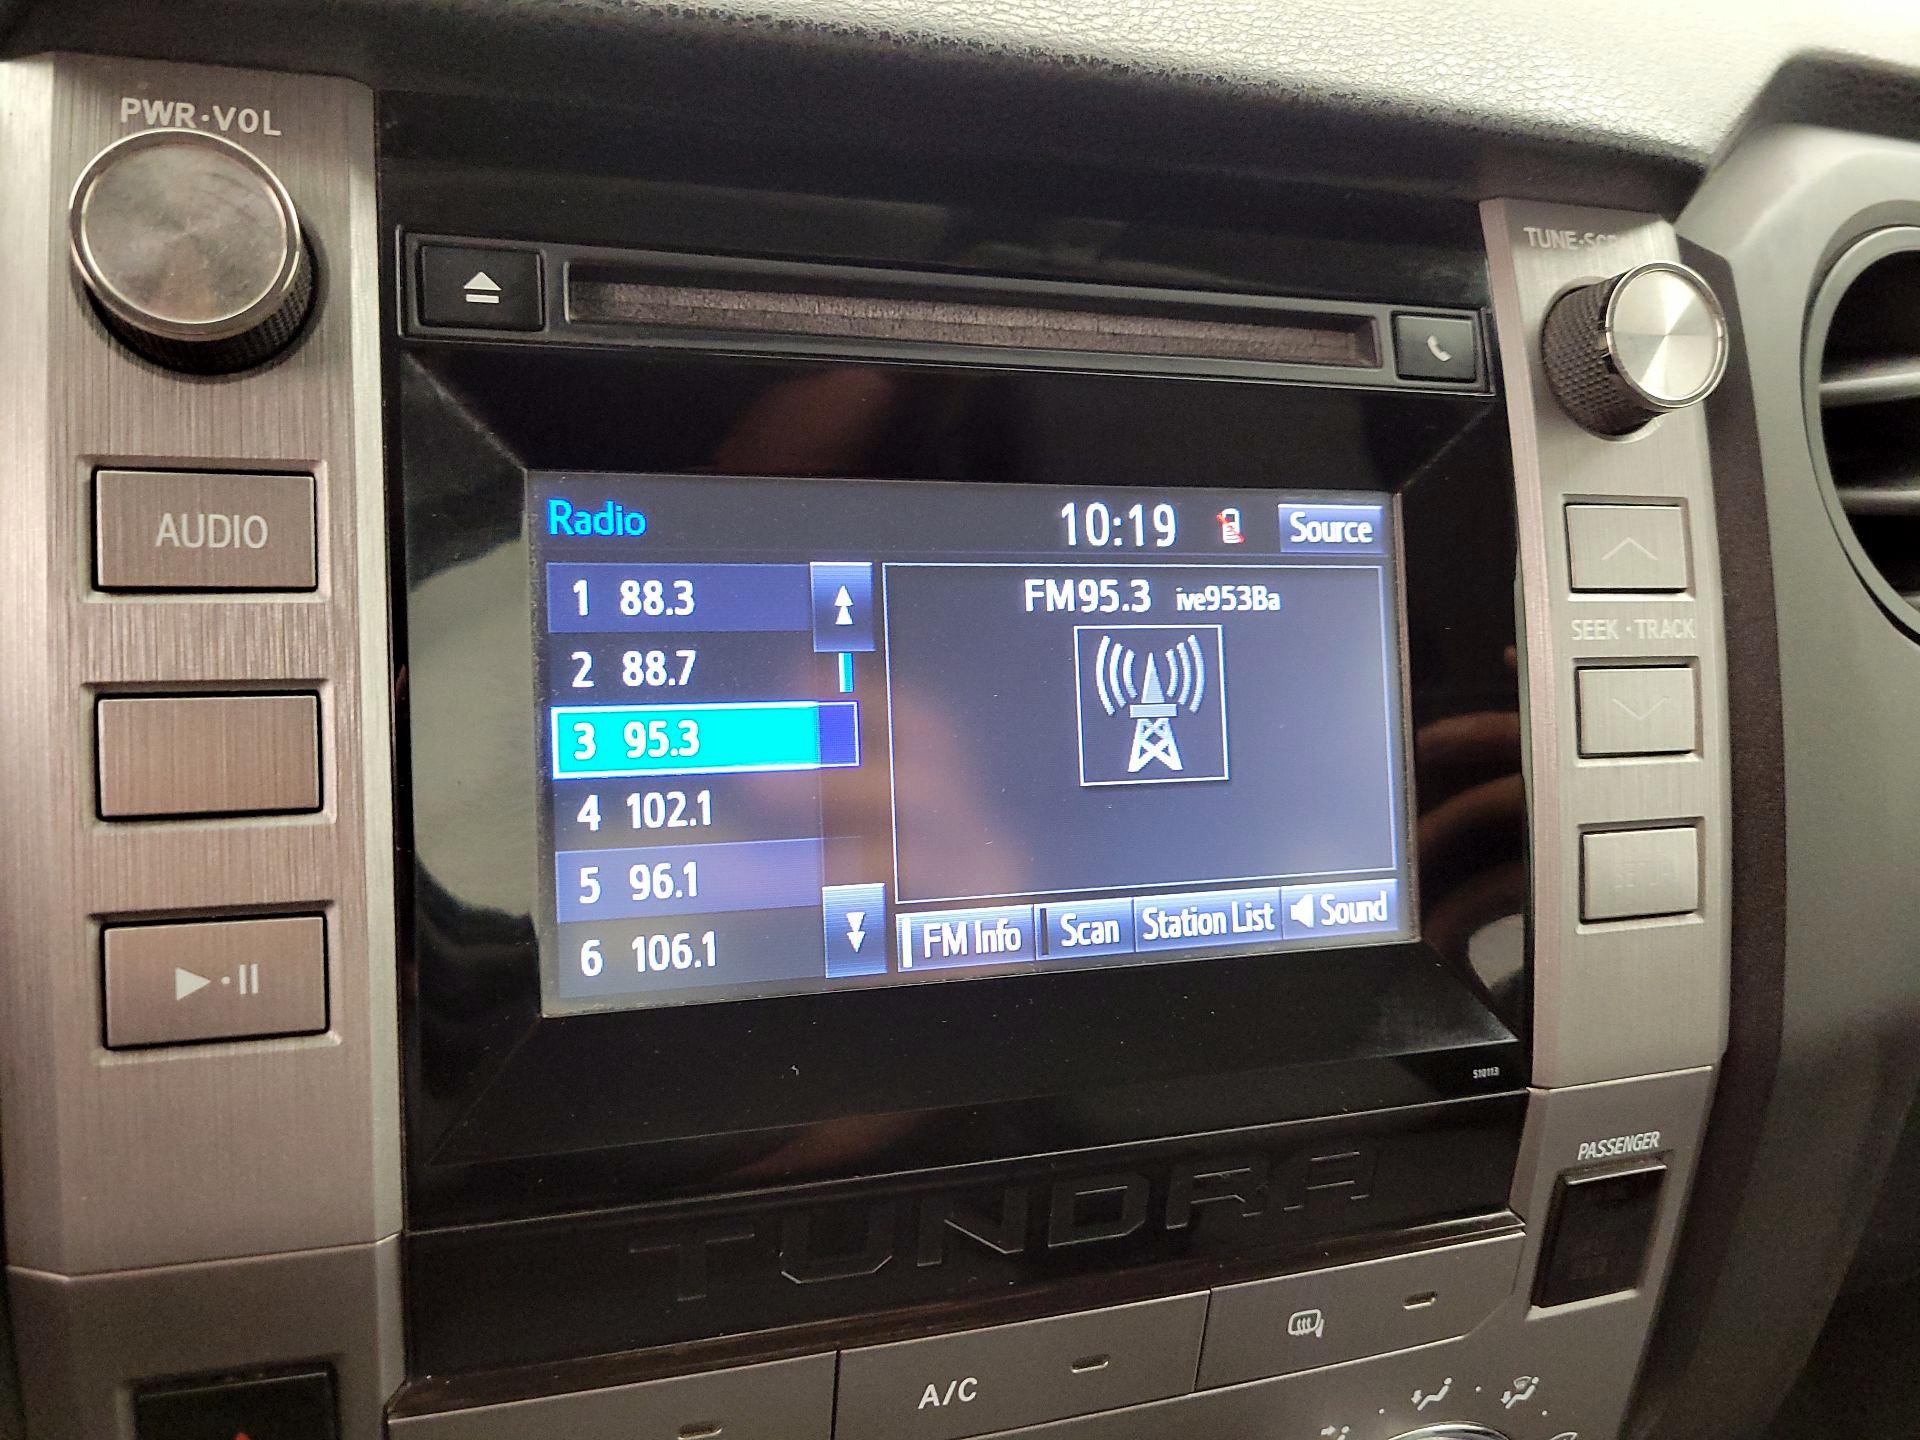 PWR·VOL
TUNE·SC
AUDIO
Radio
10:19
Source
1 88.3
2 88.7
3 95.3
4 102.1
5 96.1
6 106.1
FM95.3 ive953Ba
FM Info
Scan
Station List
Sound
SEEK·TRACK
510113
PASSENGER
TUNDRA
A/C